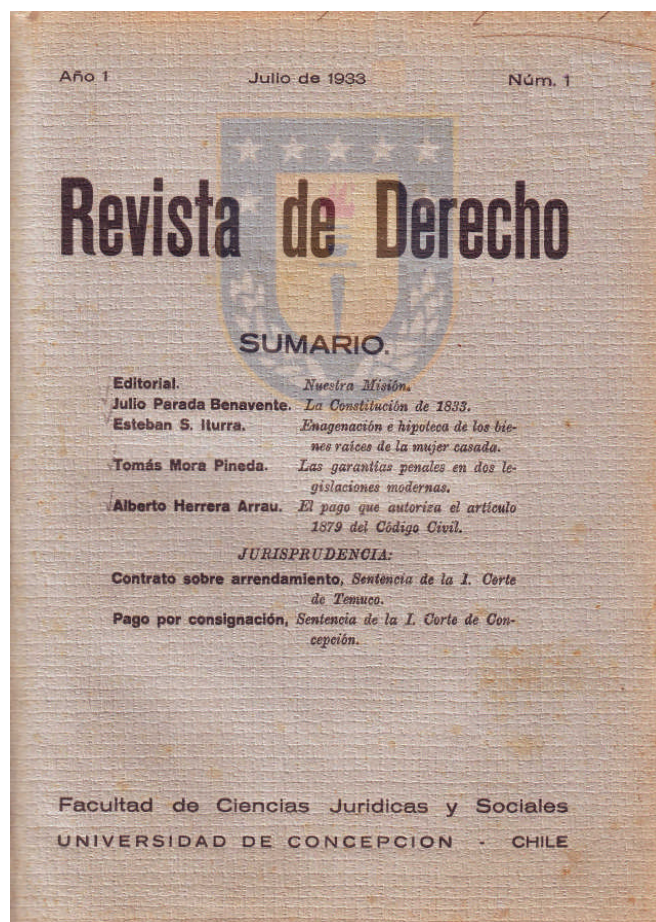 Año 1 Julio de 1933 Núm. 1
Revista de Derecho
SUMARIO.
Editorial. Nuestra Misión.
Julio Parada Benavente. La Constitución de 1833.
Esteban S. Iturra. Enagenación e hipoteca de los bie-
nes raíces de la mujer casada.
Tomás Mora Pineda. Las garantías penales en dos le-
gislaciones modernas.
Alberto Herrera Arrau. El pago que autoriza el artículo
1879 del Código Civil.
JURISPRUDENCIA:
Contrato sobre arrendamiento, Sentencia de la I. Corte
de Temuco.
Pago por consignación, Sentencia de la I. Corte de Con-
cepción.
Facultad de Ciencias Juridicas y Sociales
UNIVERSIDAD DE CONCEPCION - CHILE